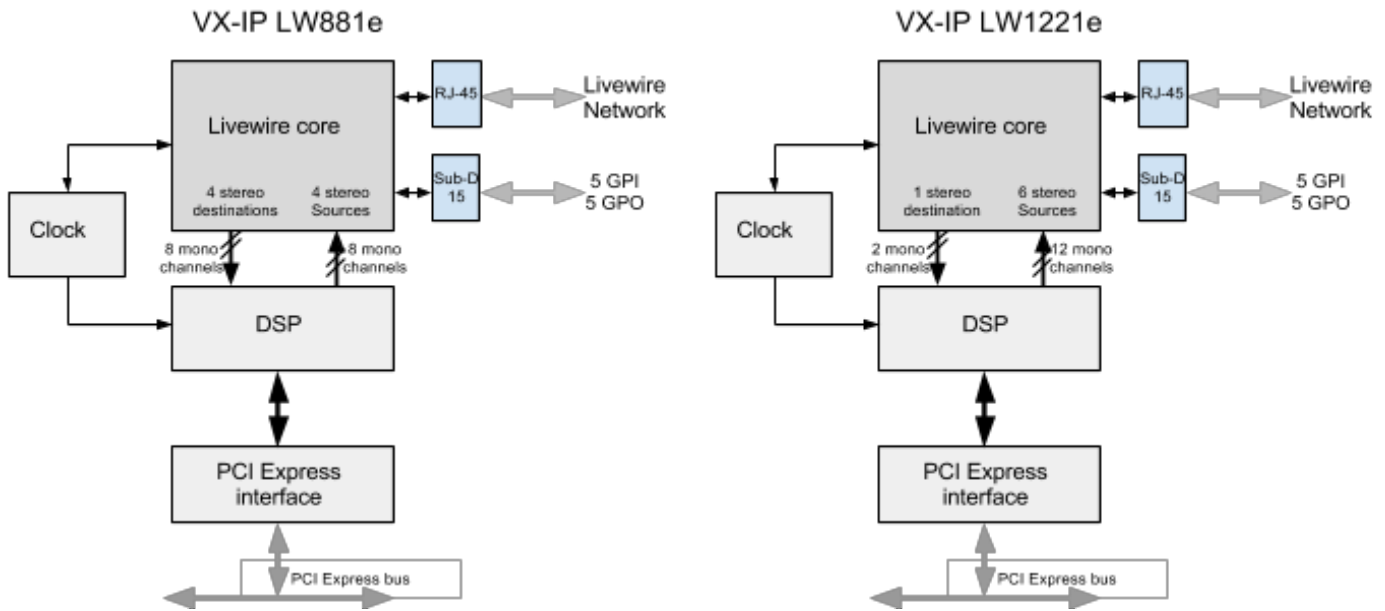 VX-IP LW881e
Livewire core
4 stereo
destinations
4 stereo
Sources
RJ-45
Livewire
Network
Sub-D
15
5 GPI
5 GPO
Clock
8 mono
channels
8 mono
channels
DSP
PCI Express
interface
PCI Express bus
VX-IP LW1221e
Livewire core
1 stereo
destination
6 stereo
Sources
RJ-45
Livewire
Network
Sub-D
15
5 GPI
5 GPO
Clock
2 mono
channels
12 mono
channels
DSP
PCI Express
interface
PCI Express bus